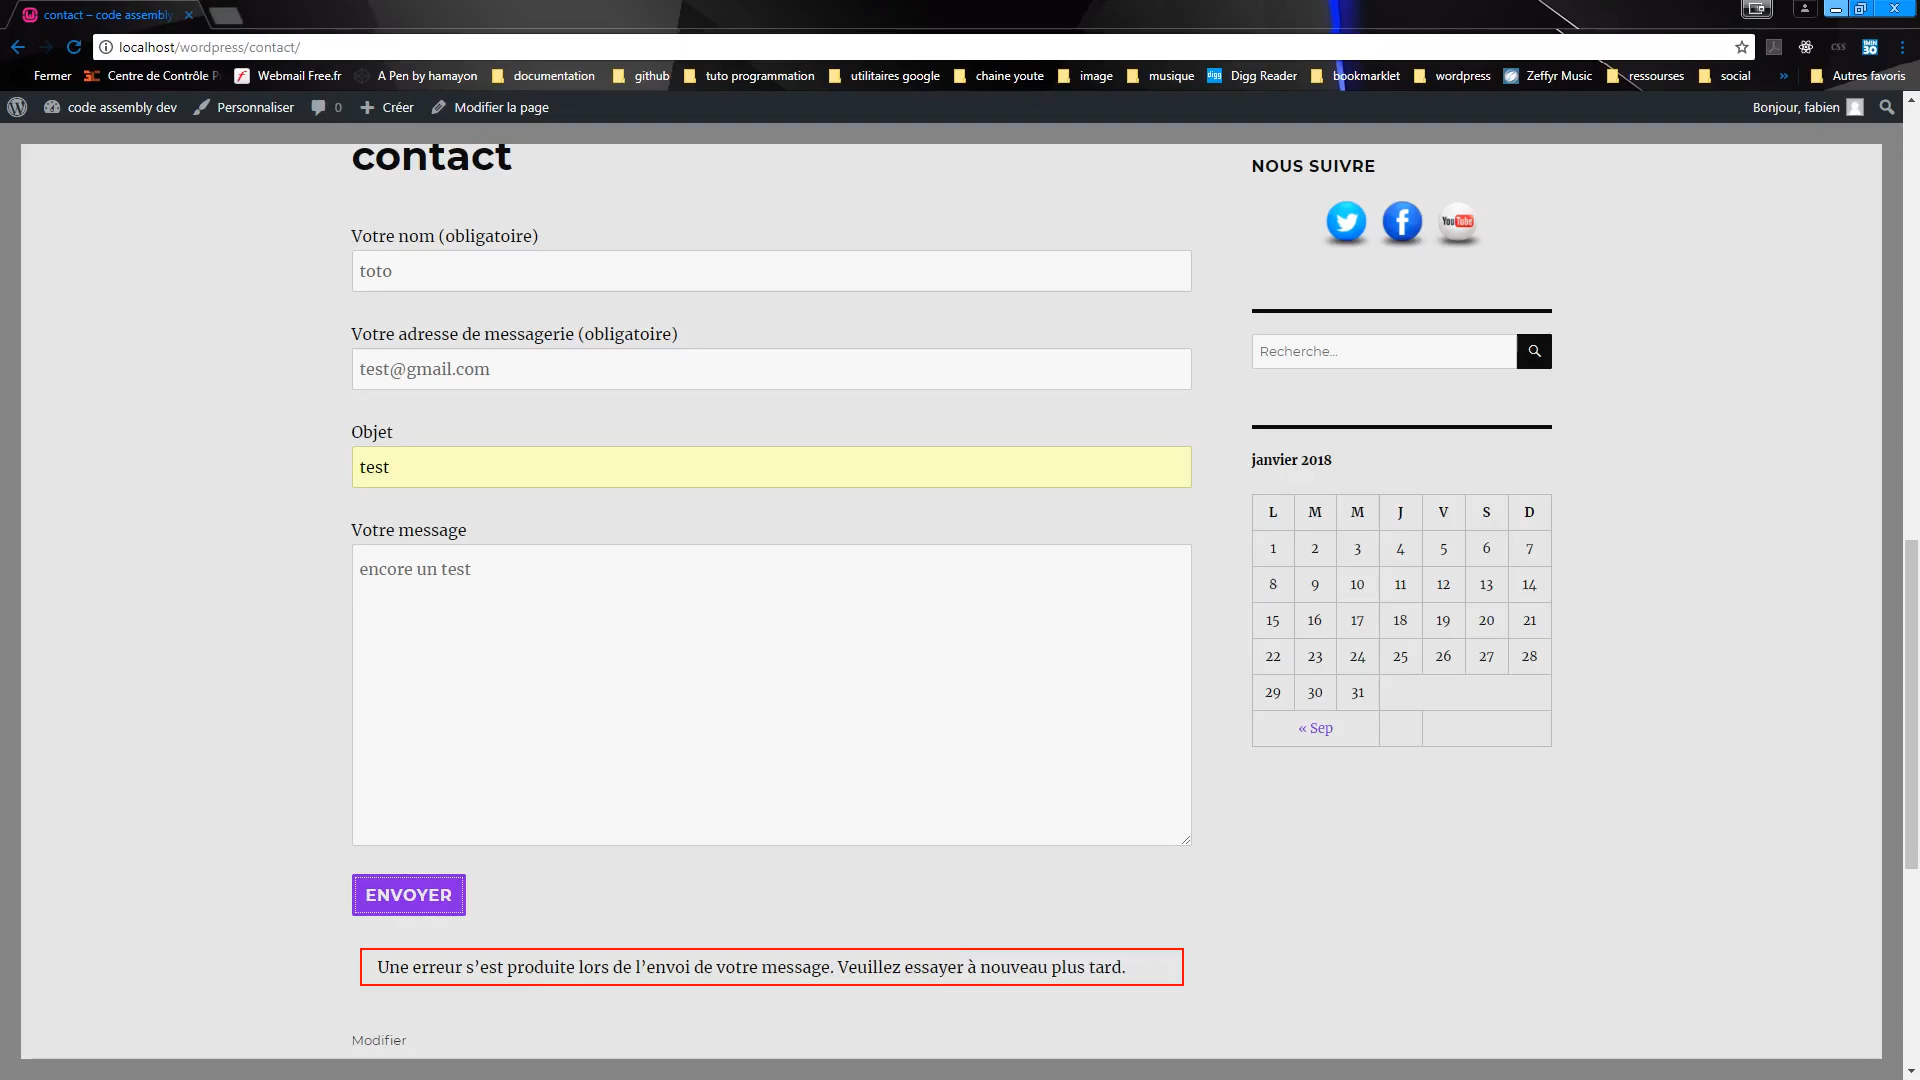 contact – code assembly
localhost/wordpress/contact/
Fermer Centre de Contrôle P Webmail Free.fr A Pen by hamayon documentation github tuto programmation utilitaires google chaine youte image musique Digg Reader bookmarklet wordpress Zeffyr Music ressourses social » Autres favoris
code assembly dev Personnaliser 0 Créer Modifier la page Bonjour, fabien
contact
Votre nom (obligatoire)
toto
Votre adresse de messagerie (obligatoire)
test@gmail.com
Objet
test
Votre message
encore un test
ENVOYER
Une erreur s’est produite lors de l’envoi de votre message. Veuillez essayer à nouveau plus tard.
Modifier
NOUS SUIVRE
YouTube
Recherche…
janvier 2018
L M M J V S D
1 2 3 4 5 6 7
8 9 10 11 12 13 14
15 16 17 18 19 20 21
22 23 24 25 26 27 28
29 30 31
« Sep